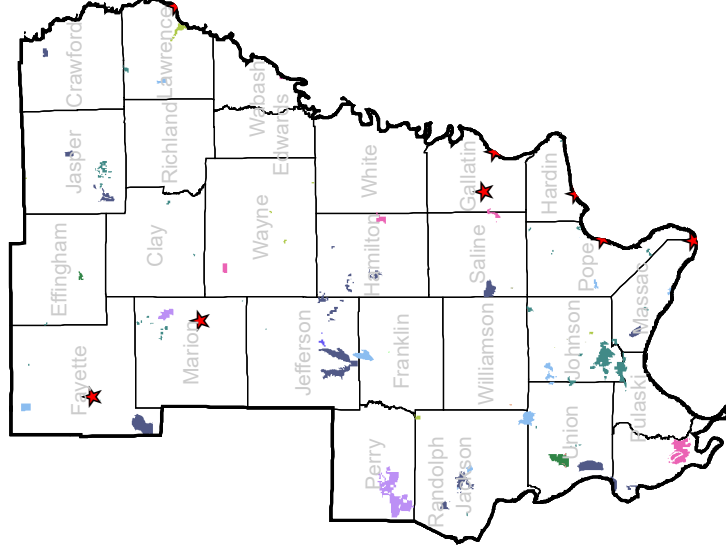 Crawford
Lawrence
Wabash
Jasper
Richland
Edwards
White
Gallatin
Hardin
Effingham
Clay
Wayne
Hamilton
Saline
Pope
Massac
Fayette
Marion
Jefferson
Franklin
Williamson
Johnson
Pulaski
Perry
Randolph
Jackson
Union